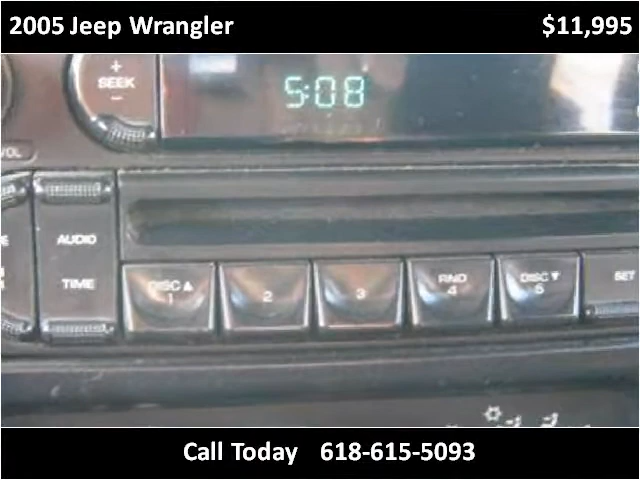 2005 Jeep Wrangler $11,995
+
SEEK
−
5:08
VOL
AUDIO
TIME
DISC▲
1
2
3
RND
4
DISC▼
5
SET
Call Today 618-615-5093